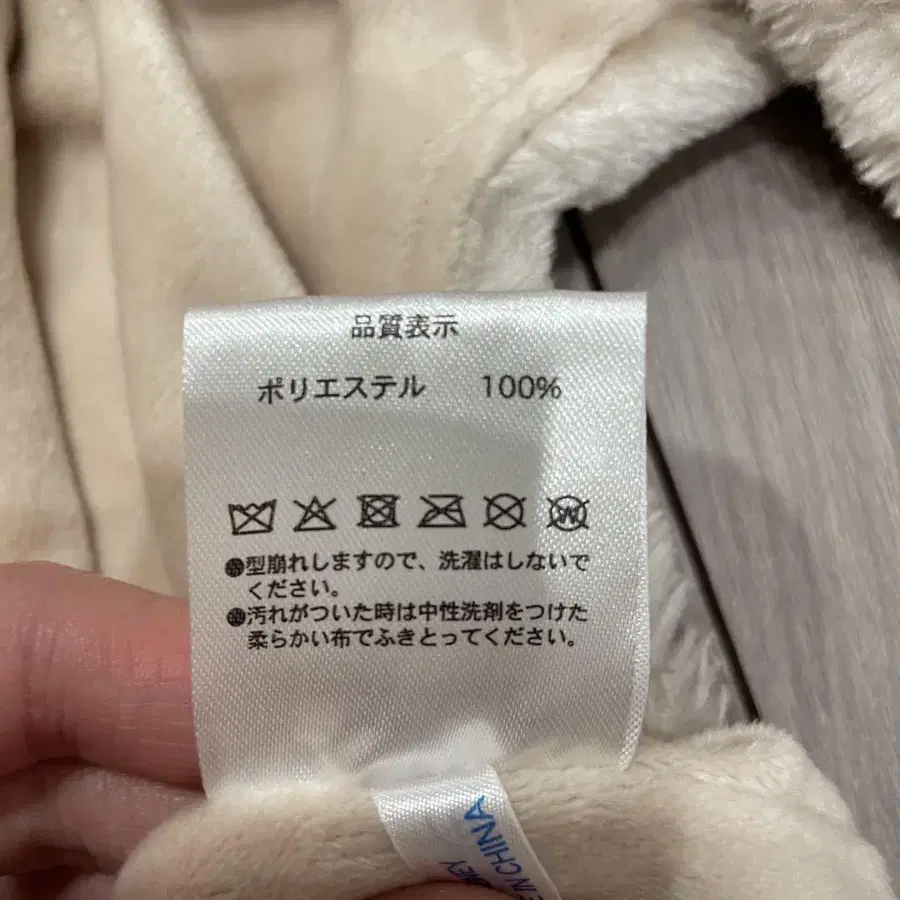 品質表示
ポリエステル 100%
W
●型崩れしますので、洗濯はしないで
ください。
●汚れがついた時は中性洗剤をつけた
柔らかい布でふきとってください。
IN CHINA